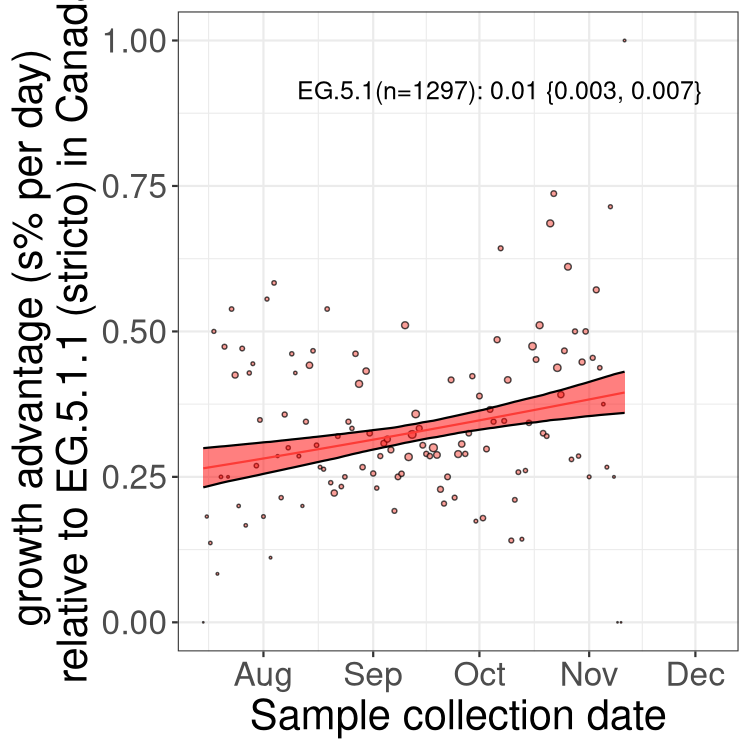 growth advantage (s% per day)
relative to EG.5.1.1 (stricto) in Canada
1.00
0.75
0.50
0.25
0.00
EG.5.1(n=1297): 0.01 {0.003, 0.007}
Aug Sep Oct Nov Dec
Sample collection date